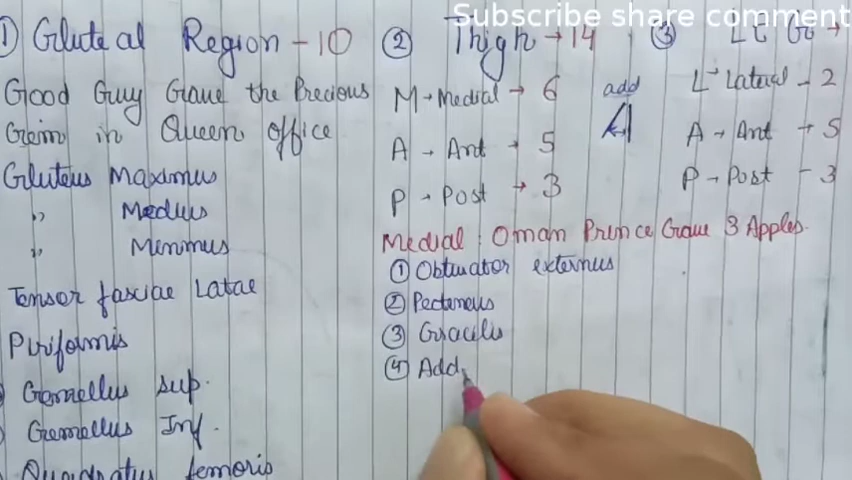 Subscribe share comment
① Gluteal Region - 10
Good Guy Gave the Precious
Gem in Queen office
Gluteus Maximus
" Medius
" Minmus
Tensor fasciae Latae
Piriformis
Gemellus Sup.
Gemellus Inf.
Quadratus femoris
② Thigh → 14
M → Medial → 6
A → Ant → 5
P → Post → 3
add
Medial : Oman Prince Gave 3 Apples.
① Obturator externus
② Pecteneus
③ Gracilis
④ Add
③
L → Lateral - 2
A → Ant → 5
P → Post - 3